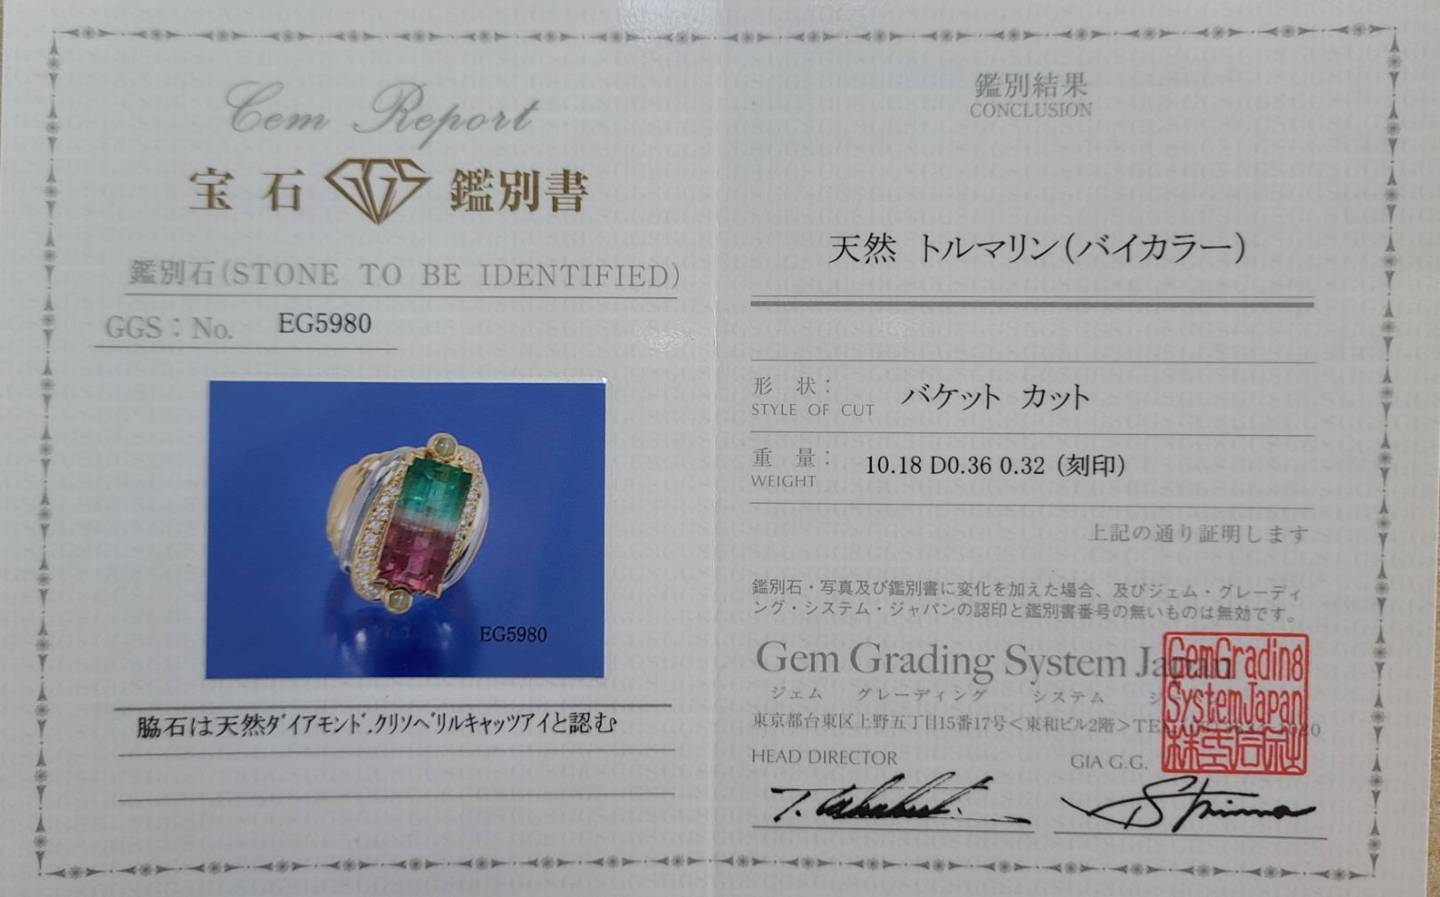 Gem Report
宝石 GGS 鑑別書
鑑別石(STONE TO BE IDENTIFIED)
GGS：No. EG5980
EG5980
脇石は天然ダイアモンド.クリソベリルキャッツアイと認む
鑑別結果
CONCLUSION
天然 トルマリン(バイカラー)
形 状：
STYLE OF CUT
バケット カット
重 量：
WEIGHT
10.18 D0.36 0.32 (刻印)
上記の通り証明します
鑑別石・写真及び鑑別書に変化を加えた場合、及びジェム・グレーディ
ング・システム・ジャパンの認印と鑑別書番号の無いものは無効です。
Gem Grading System Japan
ジェム グレーディング システム
東京都台東区上野五丁目15番17号＜東和ビル2階＞
GemGrading
SystemJapan
株式会社
HEAD DIRECTOR
GIA G.G.